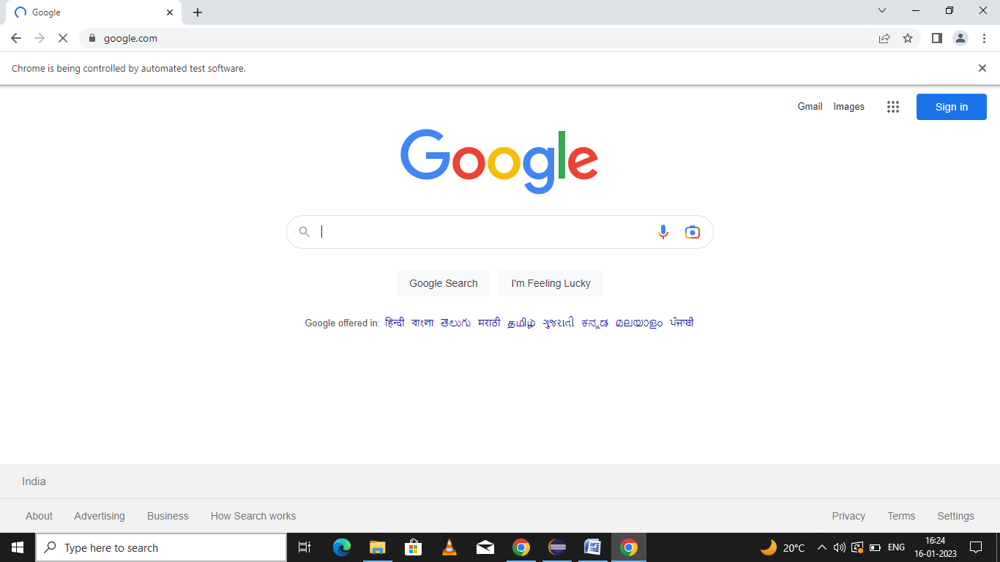 Google
google.com
Chrome is being controlled by automated test software.
Gmail Images Sign in
Google
Google Search I'm Feeling Lucky
Google offered in: हिन्दी বাংলা తెలుగు मराठी தமிழ் ગુજરાતી ಕನ್ನಡ മലയാളം ਪੰਜਾਬੀ
India
About Advertising Business How Search works Privacy Terms Settings
Type here to search 20°C ENG 16:24
16-01-2023